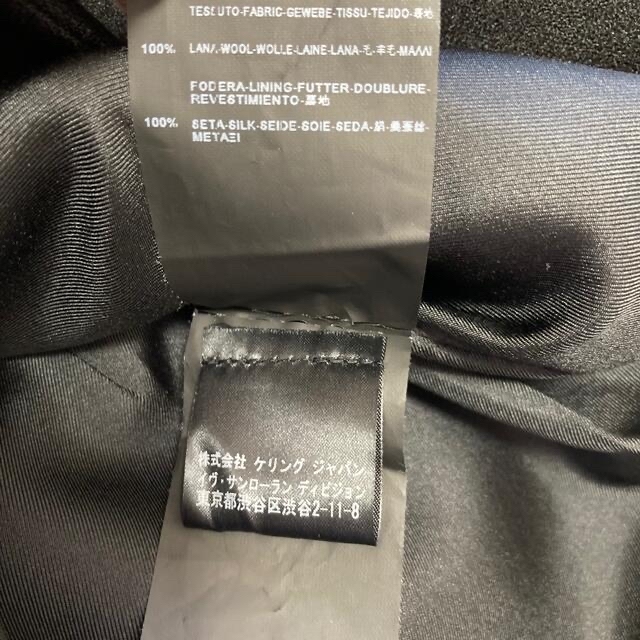 TESSUTO-FABRIC-GEWEBE-TISSU-TEJIDO-表地
100% LANA-WOOL-WOLLE-LAINE-LANA-毛-羊毛-ΜΑΛΛΙ
FODERA-LINING-FUTTER-DOUBLURE-
REVESTIMIENTO-裏地
100% SETA-SILK-SEIDE-SOIE-SEDA-絹-桑蚕丝-
ΜΕΤΑΞΙ
株式会社 ケリング ジャパン
イヴ・サンローラン ディビジョン
東京都渋谷区渋谷2-11-8